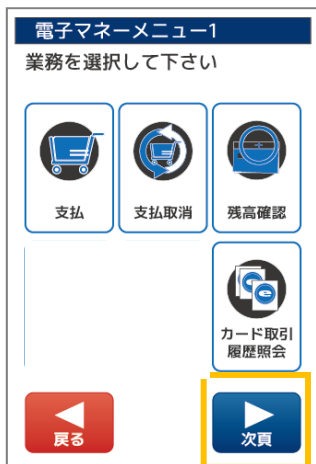 電子マネーメニュー1
業務を選択して下さい
支払
支払取消
残高確認
カード取引
履歴照会
戻る
次頁